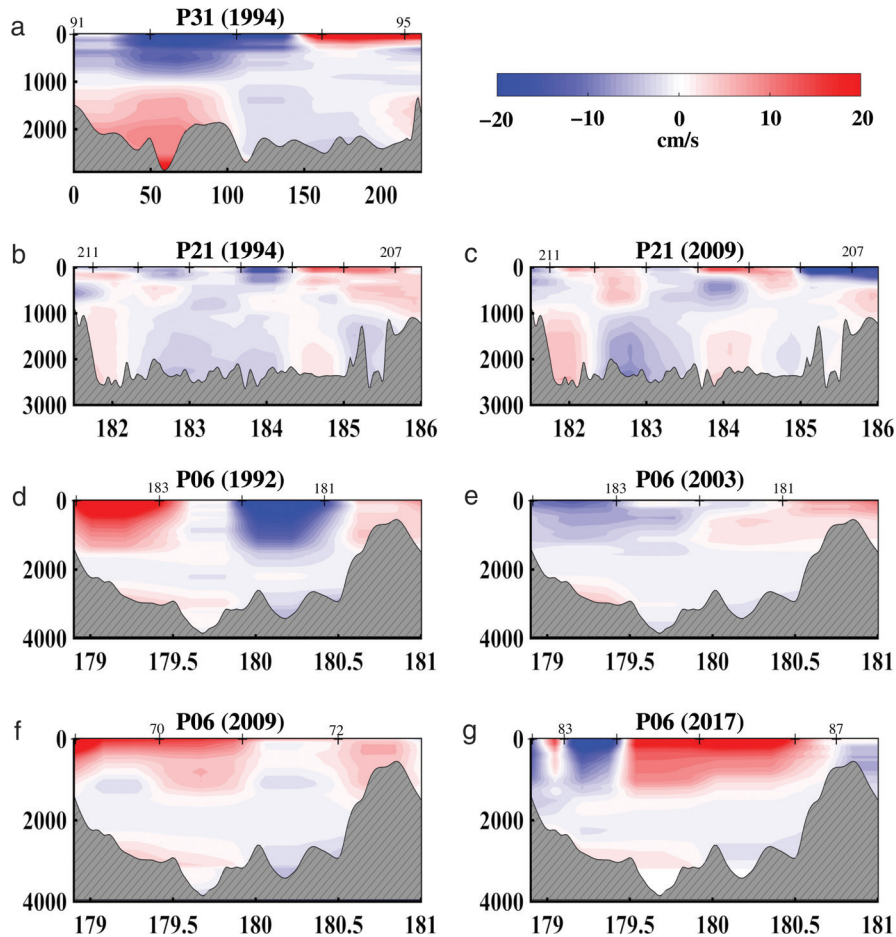 a
P31 (1994)
91 95
0
1000
2000
0 50 100 150 200
−20 −10 0 10 20
cm/s
b
P21 (1994)
211 207
0
1000
2000
3000
182 183 184 185 186
c
P21 (2009)
211 207
0
1000
2000
3000
182 183 184 185 186
d
P06 (1992)
183 181
0
2000
4000
179 179.5 180 180.5 181
e
P06 (2003)
183 181
0
2000
4000
179 179.5 180 180.5 181
f
P06 (2009)
70 72
0
2000
4000
179 179.5 180 180.5 181
g
P06 (2017)
83 87
0
2000
4000
179 179.5 180 180.5 181